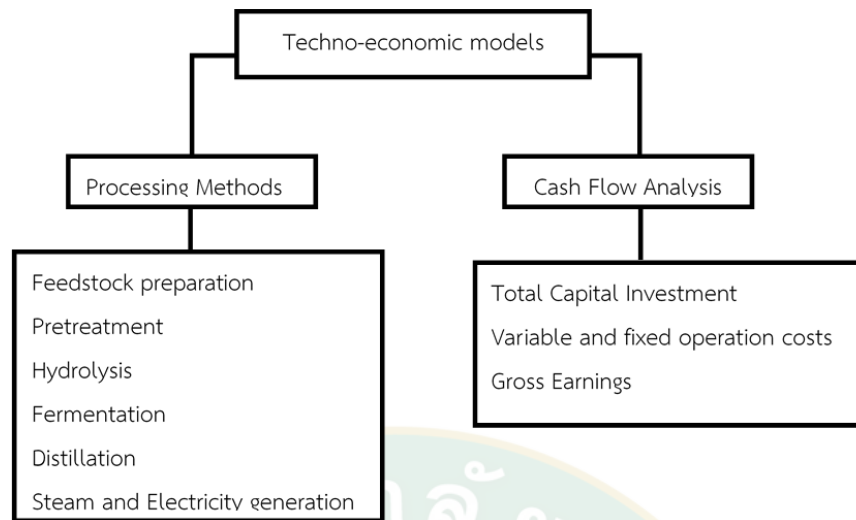 Techno-economic models
Processing Methods
Cash Flow Analysis
Feedstock preparation
Pretreatment
Hydrolysis
Fermentation
Distillation
Steam and Electricity generation
Total Capital Investment
Variable and fixed operation costs
Gross Earnings